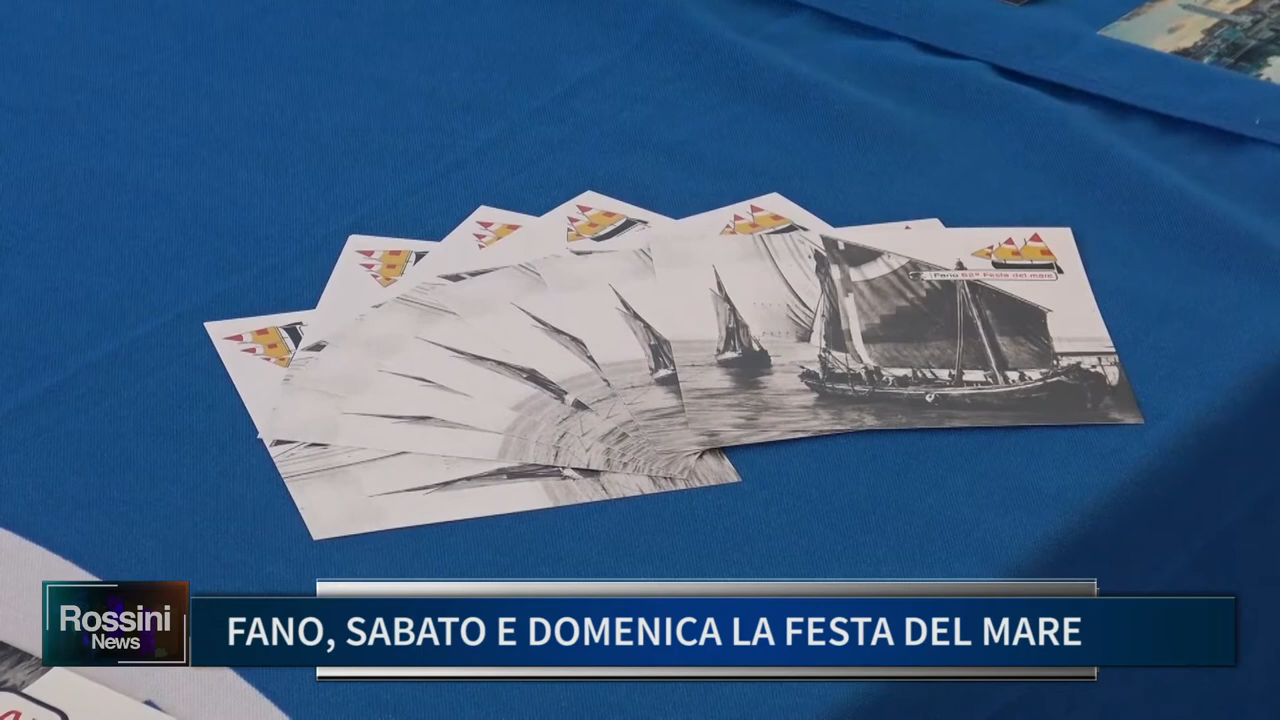 Fano 62ª Festa del mare
Rossini
News
FANO, SABATO E DOMENICA LA FESTA DEL MARE